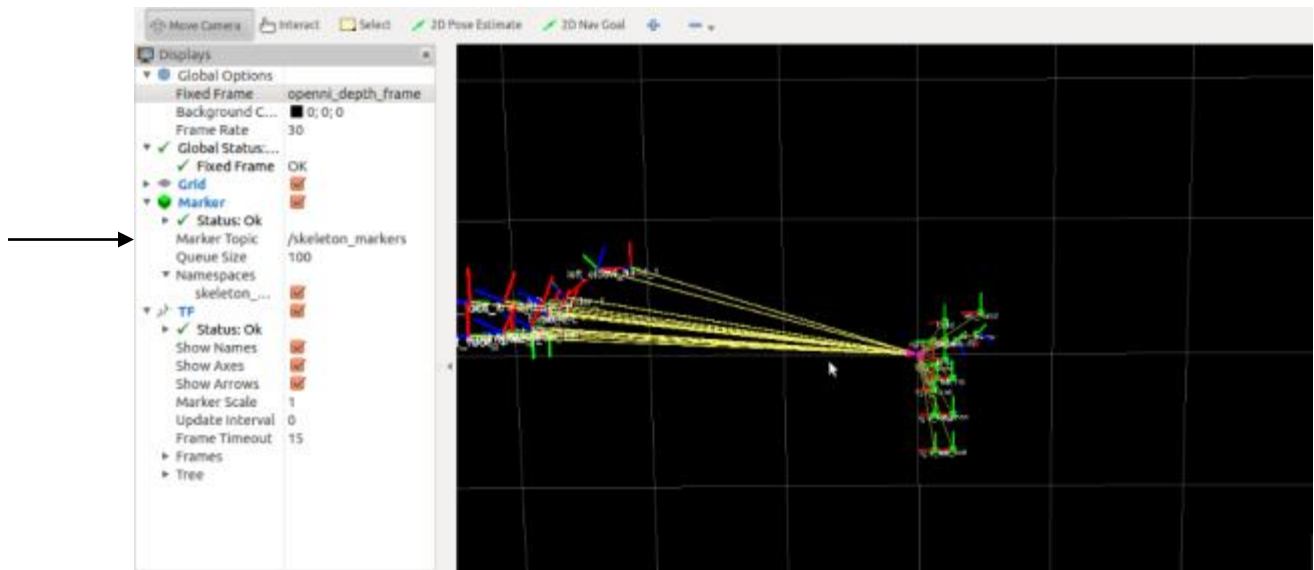 Move Camera Interact Select 2D Pose Estimate 2D Nav Goal
Displays
Global Options
Fixed Frame openni_depth_frame
Background C... 0; 0; 0
Frame Rate 30
Global Status:...
Fixed Frame OK
Grid
Marker
Status: Ok
Marker Topic /skeleton_markers
Queue Size 100
Namespaces
skeleton_...
TF
Status: Ok
Show Names
Show Axes
Show Arrows
Marker Scale 1
Update Interval 0
Frame Timeout 15
Frames
Tree